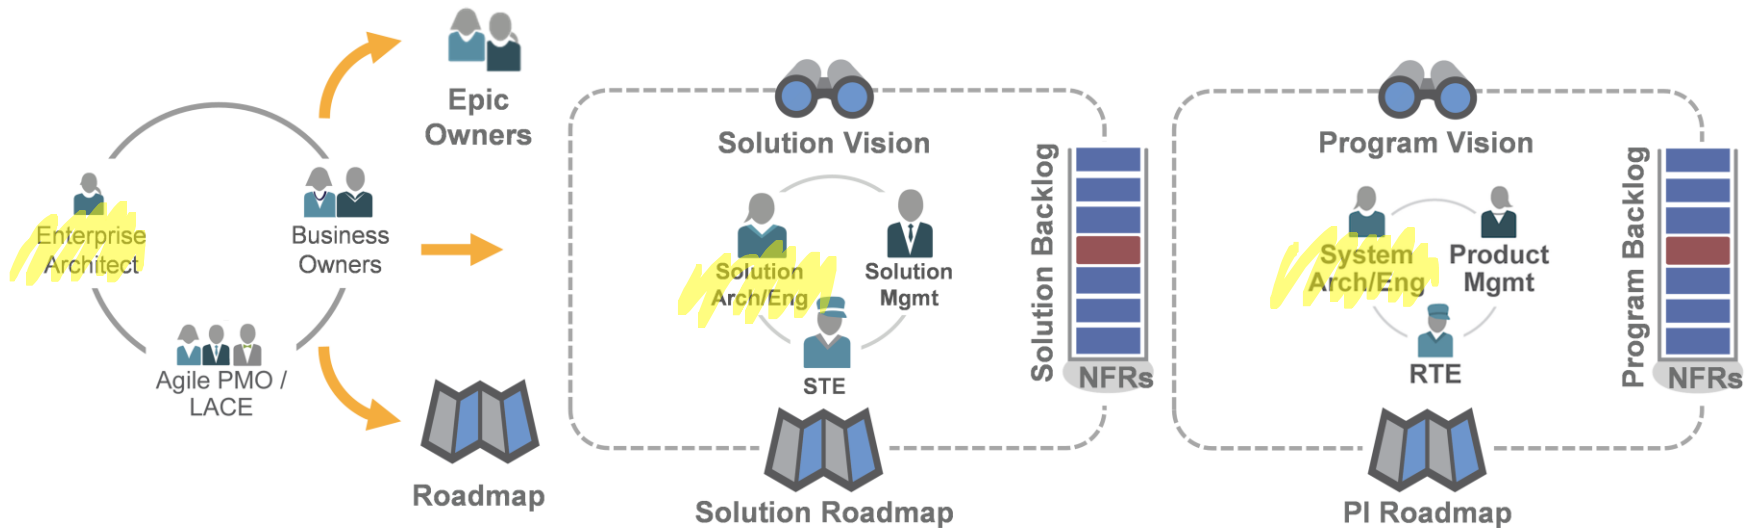 Epic
Owners
Enterprise
Architect
Business
Owners
Agile PMO /
LACE
Roadmap
Solution Vision
Solution
Arch/Eng
Solution
Mgmt
STE
Solution Backlog
NFRs
Solution Roadmap
Program Vision
System
Arch/Eng
Product
Mgmt
RTE
Program Backlog
NFRs
PI Roadmap